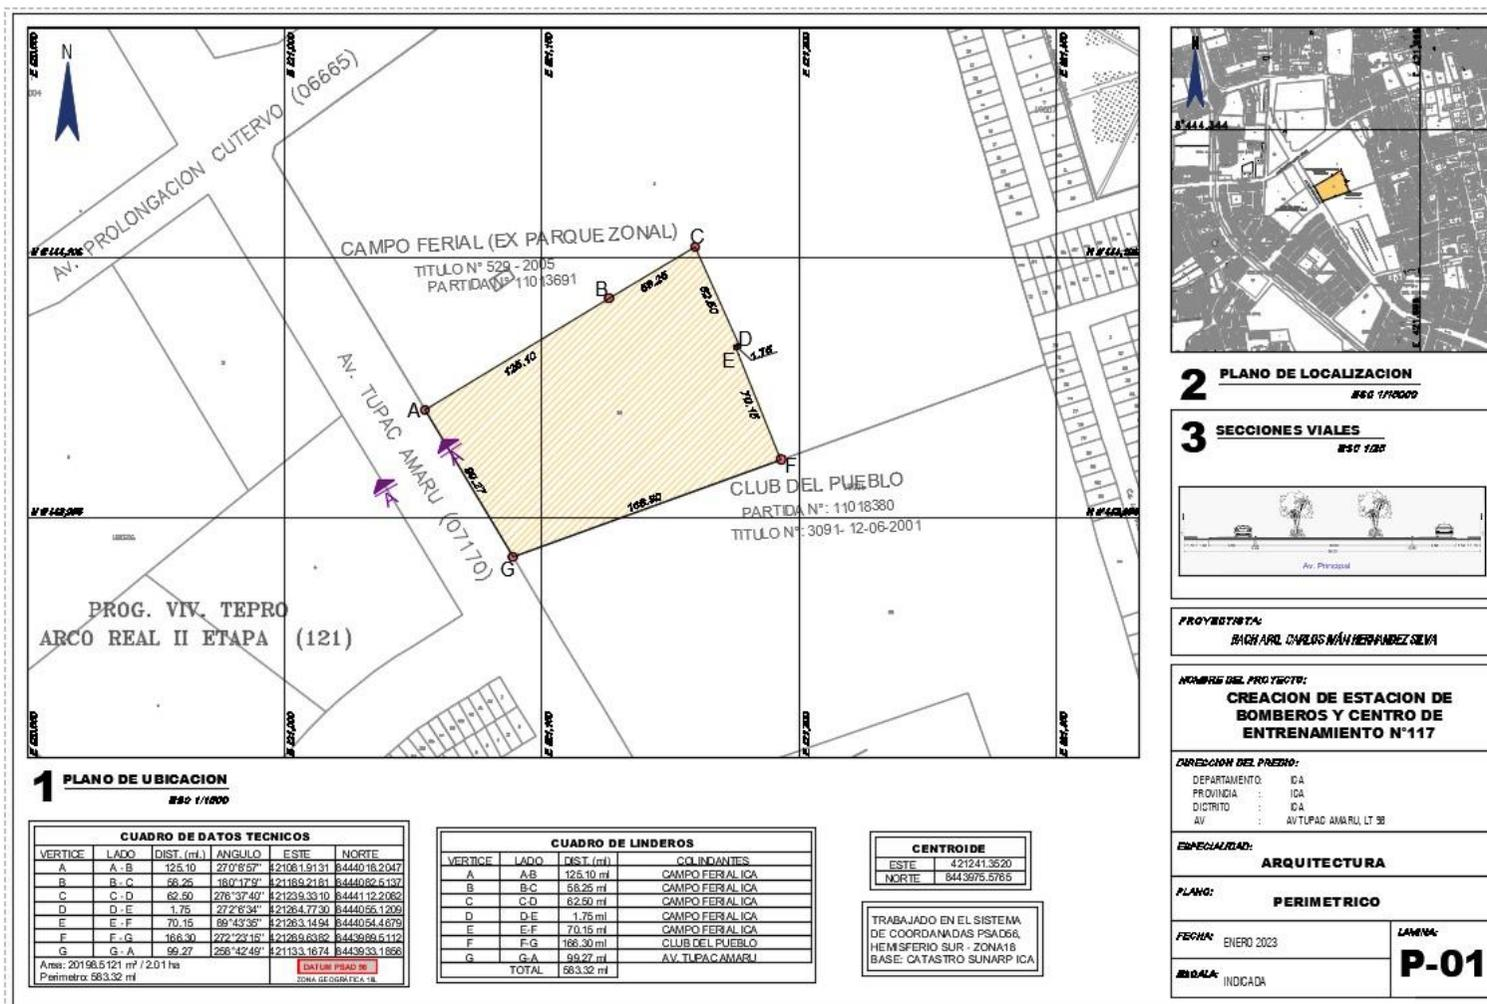 N
AV. PROLONGACION CUTERVO (06665)
CAMPO FERIAL (EX PARQUE ZONAL)
TITULO N° 529 - 2005
PARTIDA N° 11013691
A
B
C
D
E
F
G
125.10
62.50
1.75
70.15
99.27
A
A
AV. TUPAC AMARU (07170)
CLUB DEL PUEBLO
PARTIDA N°: 11018380
TITULO N°: 3091- 12-06-2001
PROG. VIV. TEPRO
ARCO REAL II ETAPA (121)
1 PLANO DE UBICACION
CUADRO DE DATOS TECNICOS
VERTICE LADO DIST. (ml.) ANGULO ESTE NORTE
A A - B 125.10 270°8'57" 421081.9131 8444018.2047
B B - C 58.25 180°17'9" 421189.2181 8444082.5137
C C - D 62.50 276°37'40" 421239.3310 8444112.2082
D D - E 1.75 272°6'34" 421264.7730 8444055.1209
E E - F 70.15 89°43'35" 421263.1494 8444054.4679
F F - G 166.30 272°23'15" 421289.6382 8443989.5112
G G - A 99.27 258°42'49" 421133.1674 8443933.1856
Area: 20198.5121 m² / 2.01 ha
Perimetro: 583.32 ml
DATUM PSAD 56
ZONA GEOGRAFICA 18L
CUADRO DE LINDEROS
VERTICE LADO DIST. (ml) COLINDANTES
A A-B 125.10 ml CAMPO FERIAL ICA
B B-C 58.25 ml CAMPO FERIAL ICA
C C-D 62.50 ml CAMPO FERIAL ICA
D D-E 1.75 ml CAMPO FERIAL ICA
E E-F 70.15 ml CAMPO FERIAL ICA
F F-G 166.30 ml CLUB DEL PUEBLO
G G-A 99.27 ml AV. TUPAC AMARU
TOTAL 583.32 ml
CENTROIDE
ESTE 421241.3520
NORTE 8443975.5765
TRABAJADO EN EL SISTEMA
DE COORDANADAS PSAD56,
HEMISFERIO SUR - ZONA18
BASE: CATASTRO SUNARP ICA
N
2 PLANO DE LOCALIZACION
3 SECCIONES VIALES
ESC 1/25
Av. Principal
PROYECTISTA:
BACH ARQ. CARLOS IVÁN HERNANDEZ SILVA
NOMBRE DEL PROYECTO:
CREACION DE ESTACION DE
BOMBEROS Y CENTRO DE
ENTRENAMIENTO N°117
DIRECCION DEL PREDIO:
DEPARTAMENTO: ICA
PROVINCIA : ICA
DISTRITO : ICA
AV : AV TUPAC AMARU, LT 98
ESPECIALIDAD:
ARQUITECTURA
PLANO:
PERIMETRICO
FECHA: ENERO 2023
ESCALA: INDICADA
LAMINA:
P-01